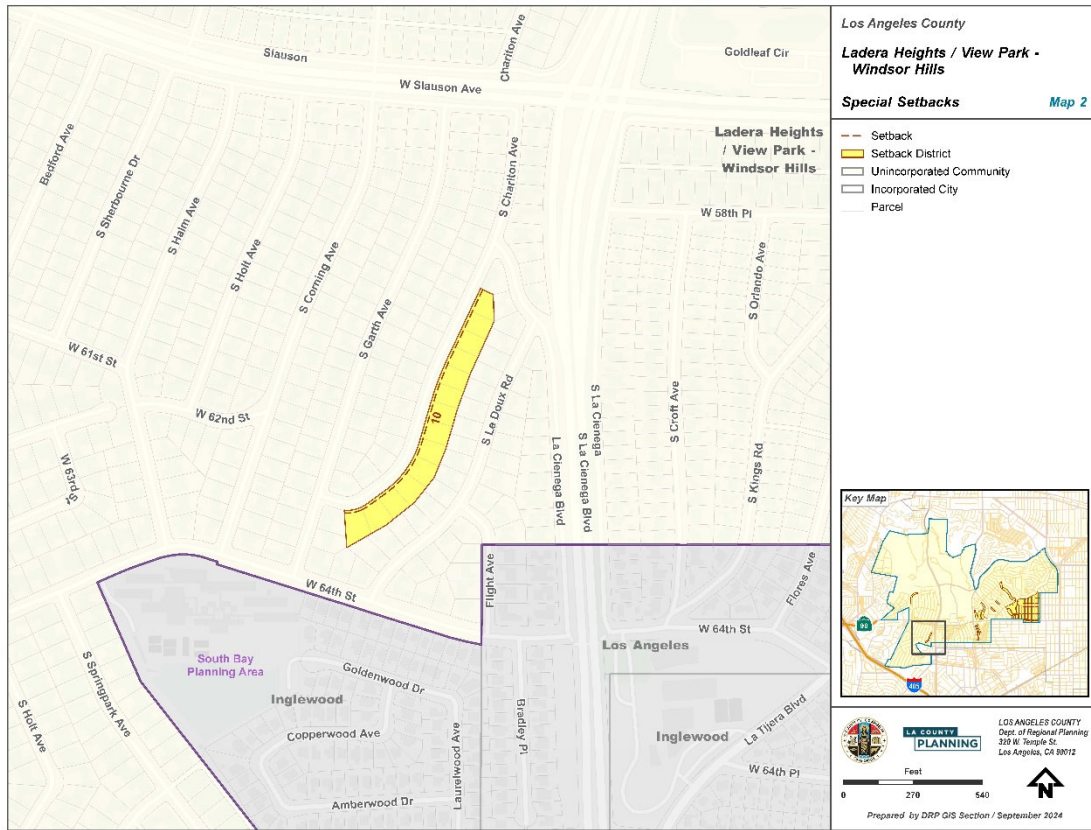 Slauson
W Slauson Ave
Chariton Ave
Goldleaf Cir
Ladera Heights
/ View Park -
Windsor Hills
Bedford Ave
S Sherbourne Dr
S Halm Ave
S Holt Ave
S Corning Ave
S Garth Ave
S Chariton Ave
W 58th Pl
S Orlando Ave
W 61st St
W 62nd St
W 63rd St
10
S Le Doux Rd
La Cienega Blvd
S La Cienega
S La Cienega Blvd
S Croft Ave
S Kings Rd
W 64th St
Flight Ave
Flores Ave
W 64th St
Los Angeles
South Bay
Planning Area
Goldenwood Dr
Inglewood
Copperwood Ave
Amberwood Dr
Laurelwood Ave
Bradley Pl
Inglewood
La Tijera Blvd
W 64th Pl
S Springpark Ave
S Holt Ave
Los Angeles County
Ladera Heights / View Park -
Windsor Hills
Special Setbacks Map 2
Setback
Setback District
Unincorporated Community
Incorporated City
Parcel
Key Map
90
405
LA COUNTY
PLANNING
LOS ANGELES COUNTY
Dept. of Regional Planning
320 W. Temple St.
Los Angeles, CA 90012
Feet
0 270 540
N
Prepared by DRP GIS Section / September 2024